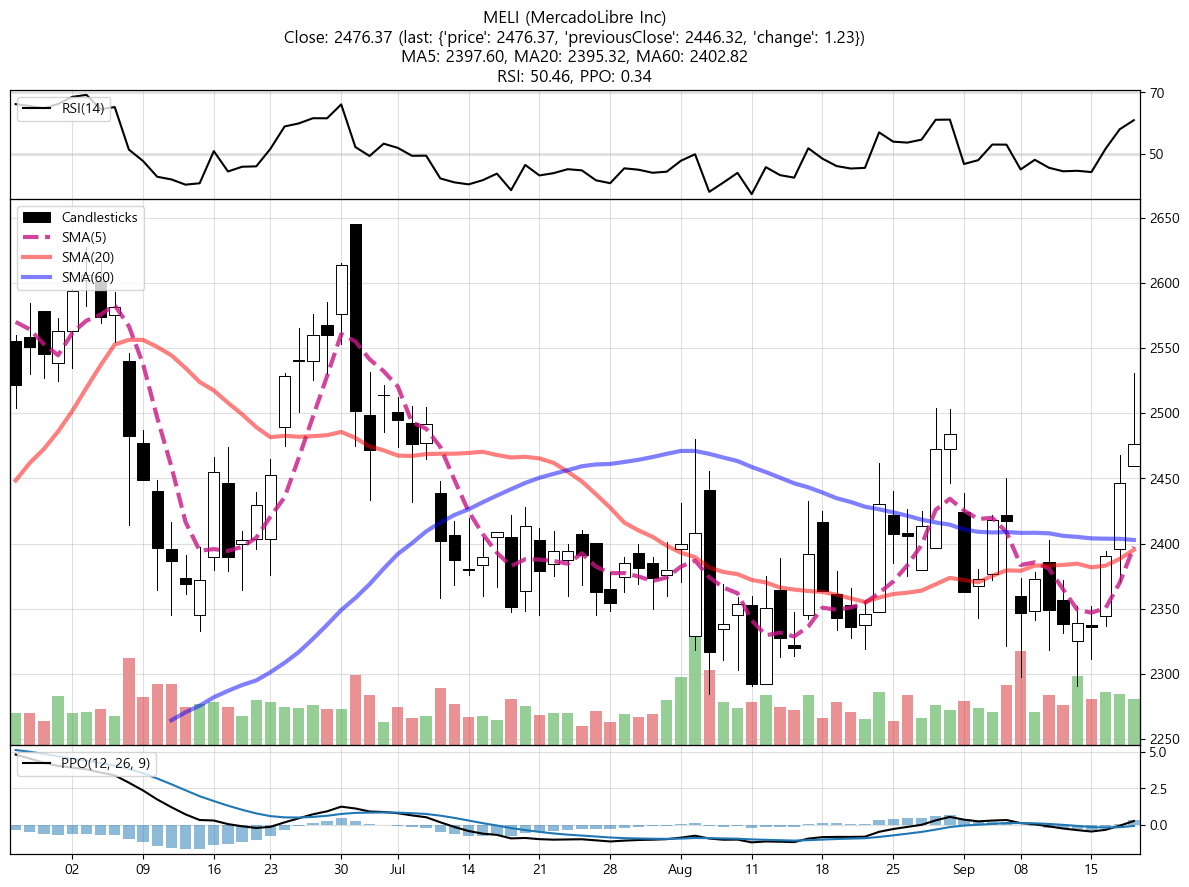 MELI (MercadoLibre Inc)
Close: 2476.37 (last: {'price': 2476.37, 'previousClose': 2446.32, 'change': 1.23})
MA5: 2397.60, MA20: 2395.32, MA60: 2402.82
RSI: 50.46, PPO: 0.34
RSI(14)
70
50
Candlesticks
SMA(5)
SMA(20)
SMA(60)
2650
2600
2550
2500
2450
2400
2350
2300
2250
PPO(12, 26, 9)
5.0
2.5
0.0
02 09 16 23 30 Jul 14 21 28 Aug 11 18 25 Sep 08 15